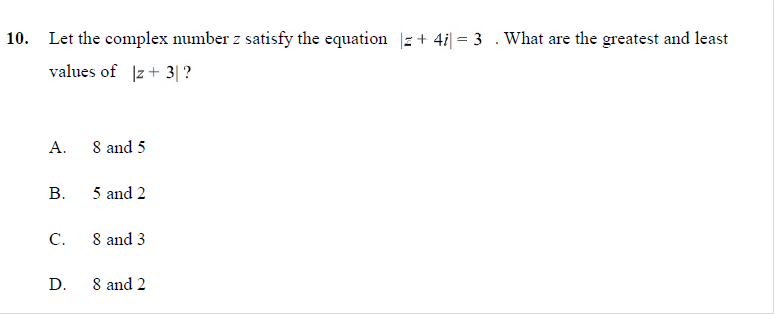 10. Let the complex number z satisfy the equation |z + 4i| = 3 . What are the greatest and least
values of |z + 3| ?
A. 8 and 5
B. 5 and 2
C. 8 and 3
D. 8 and 2